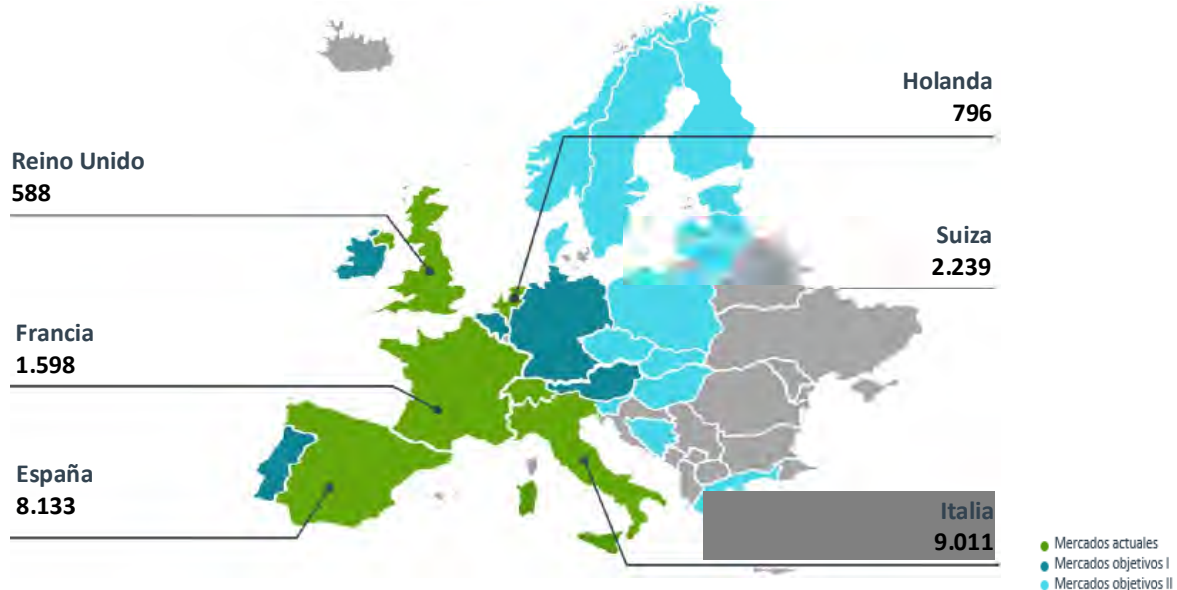 Holanda
796
Reino Unido
588
Suiza
2.239
Francia
1.598
España
8.133
Italia
9.011
Mercados actuales
Mercados objetivos I
Mercados objetivos II